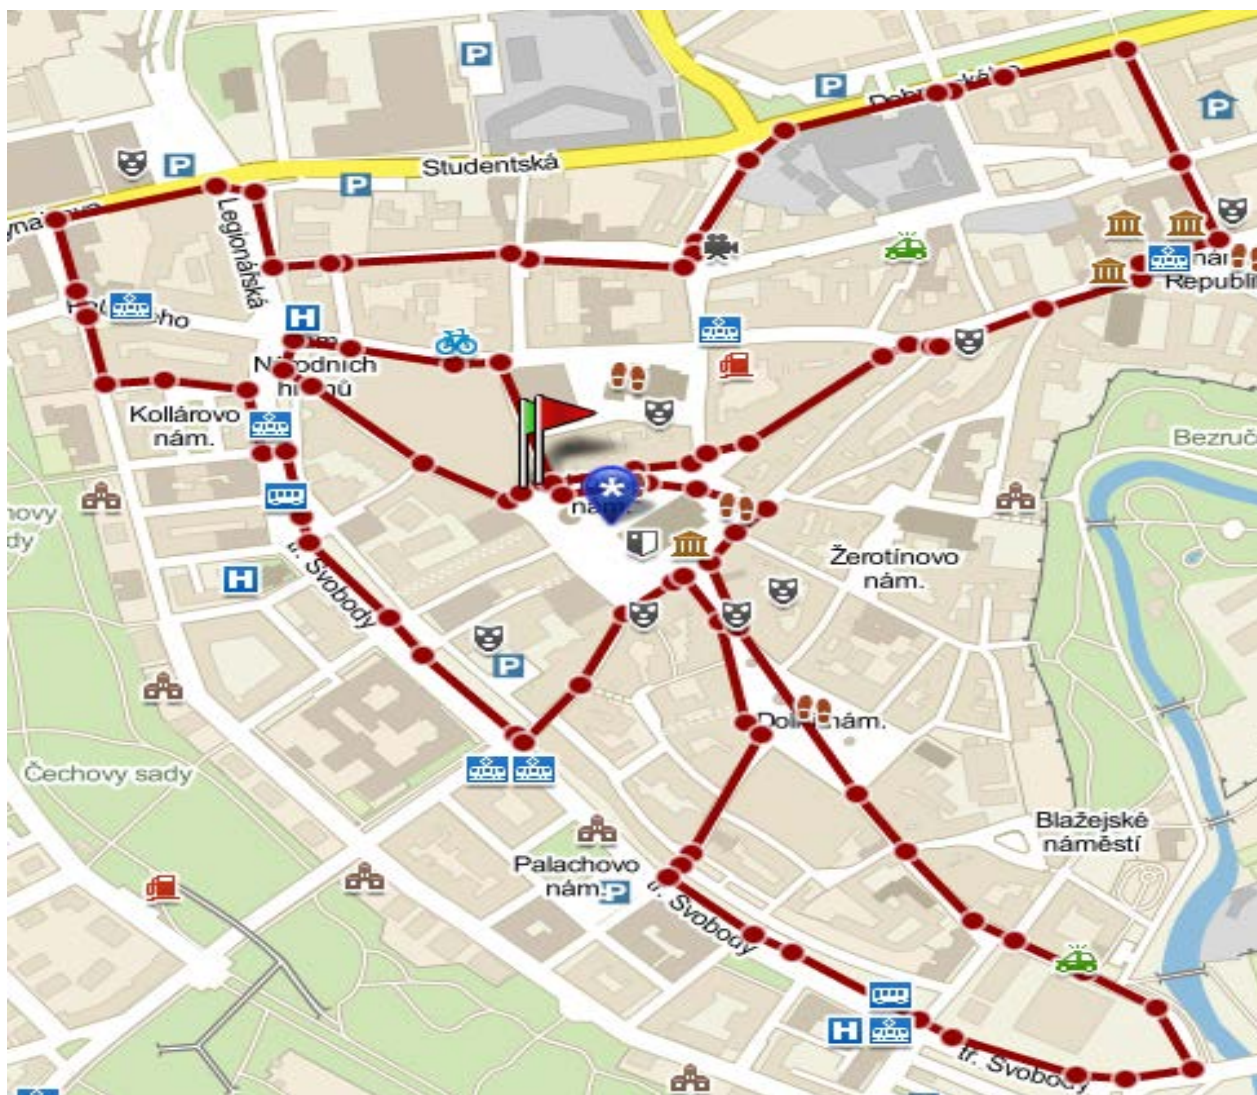 Studentská
Legionářská
Republi
Národních
Kollárovo
nám.
Bezruč
nám.
Žerotínovo
nám.
tř. Svobody
Dolní nám.
Čechovy sady
Blažejské
náměstí
Palachovo
nám.
tř. Svobody
tř. Svobody
P
P
P
P
P
P
P
H
H
H